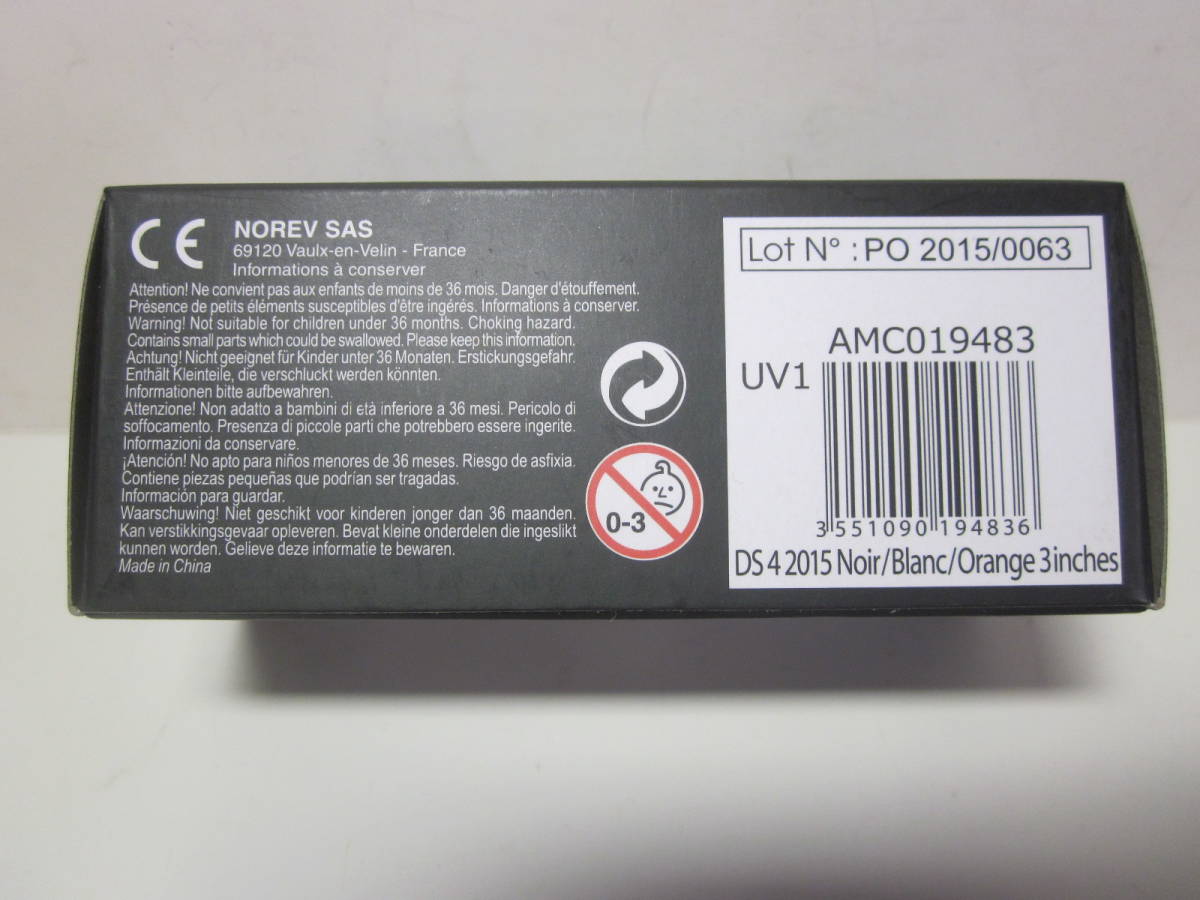 CE
NOREV SAS
69120 Vaulx-en-Velin - France
Informations à conserver
Attention! Ne convient pas aux enfants de moins de 36 mois. Danger d'étouffement.
Présence de petits éléments susceptibles d'être ingérés. Informations à conserver.
Warning! Not suitable for children under 36 months. Choking hazard.
Contains small parts which could be swallowed. Please keep this information.
Achtung! Nicht geeignet für Kinder unter 36 Monaten. Erstickungsgefahr.
Enthält Kleinteile, die verschluckt werden könnten.
Informationen bitte aufbewahren.
Attenzione! Non adatto a bambini di età inferiore a 36 mesi. Pericolo di
soffocamento. Presenza di piccole parti che potrebbero essere ingerite.
Informazioni da conservare.
¡Atención! No apto para niños menores de 36 meses. Riesgo de asfixia.
Contiene piezas pequeñas que podrían ser tragadas.
Información para guardar.
Waarschuwing! Niet geschikt voor kinderen jonger dan 36 maanden.
Kan verstikkingsgevaar opleveren. Bevat kleine onderdelen die ingeslikt
kunnen worden. Gelieve deze informatie te bewaren.
Made in China
0-3
Lot N° : PO 2015/0063
AMC019483
UV1
3 551090 194836
DS 4 2015 Noir/Blanc/Orange 3inches